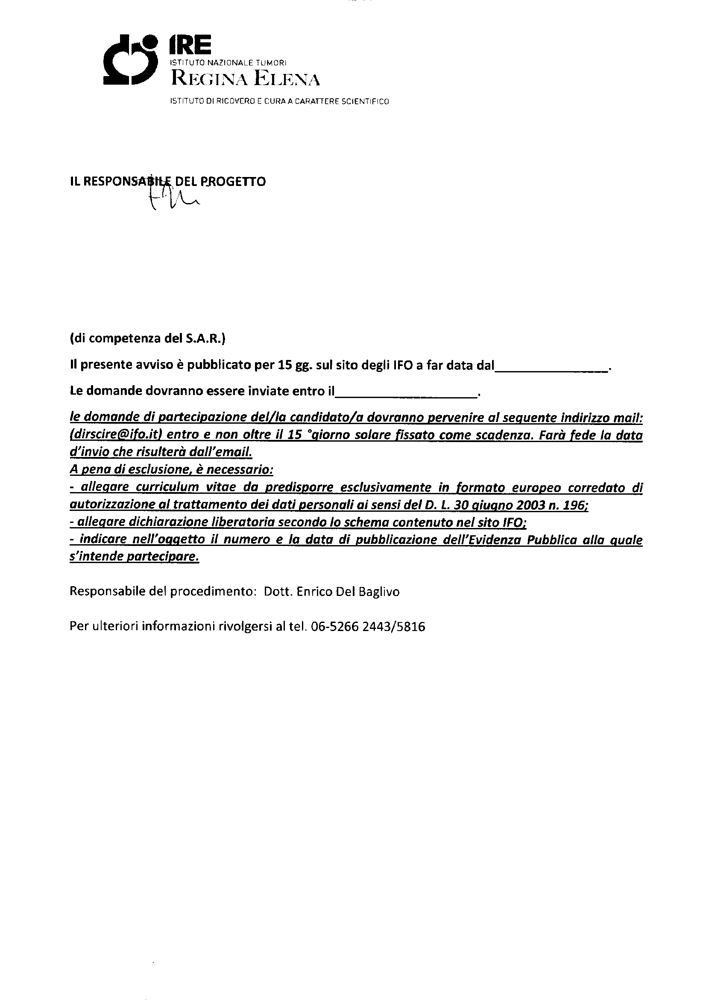 IRE
ISTITUTO NAZIONALE TUMORI
REGINA ELENA
ISTITUTO DI RICOVERO E CURA A CARATTERE SCIENTIFICO
IL RESPONSABILE DEL PROGETTO
(di competenza del S.A.R.)
Il presente avviso è pubblicato per 15 gg. sul sito degli IFO a far data dal_________________.
Le domande dovranno essere inviate entro il_____________________.
le domande di partecipazione del/la candidato/a dovranno pervenire al seguente indirizzo mail:
(dirscire@ifo.it) entro e non oltre il 15 °giorno solare fissato come scadenza. Farà fede la data
d'invio che risulterà dall'email.
A pena di esclusione, è necessario:
- allegare curriculum vitae da predisporre esclusivamente in formato europeo corredato di
autorizzazione al trattamento dei dati personali ai sensi del D. L. 30 giugno 2003 n. 196;
- allegare dichiarazione liberatoria secondo lo schema contenuto nel sito IFO;
- indicare nell'oggetto il numero e la data di pubblicazione dell'Evidenza Pubblica alla quale
s'intende partecipare.
Responsabile del procedimento: Dott. Enrico Del Baglivo
Per ulteriori informazioni rivolgersi al tel. 06-5266 2443/5816